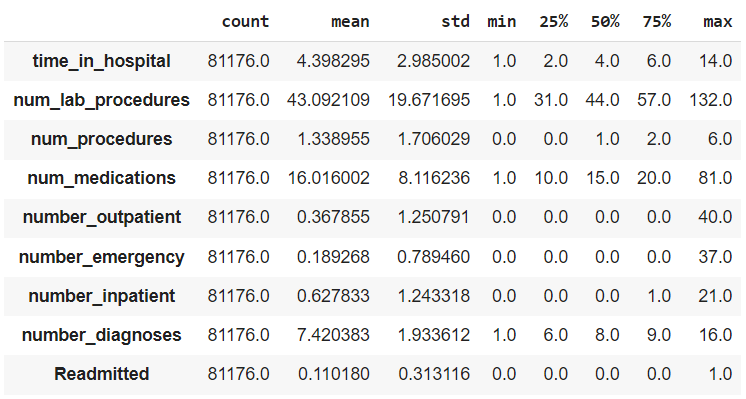 count mean std min 25% 50% 75% max
time_in_hospital 81176.0 4.398295 2.985002 1.0 2.0 4.0 6.0 14.0
num_lab_procedures 81176.0 43.092109 19.671695 1.0 31.0 44.0 57.0 132.0
num_procedures 81176.0 1.338955 1.706029 0.0 0.0 1.0 2.0 6.0
num_medications 81176.0 16.016002 8.116236 1.0 10.0 15.0 20.0 81.0
number_outpatient 81176.0 0.367855 1.250791 0.0 0.0 0.0 0.0 40.0
number_emergency 81176.0 0.189268 0.789460 0.0 0.0 0.0 0.0 37.0
number_inpatient 81176.0 0.627833 1.243318 0.0 0.0 0.0 1.0 21.0
number_diagnoses 81176.0 7.420383 1.933612 1.0 6.0 8.0 9.0 16.0
Readmitted 81176.0 0.110180 0.313116 0.0 0.0 0.0 0.0 1.0